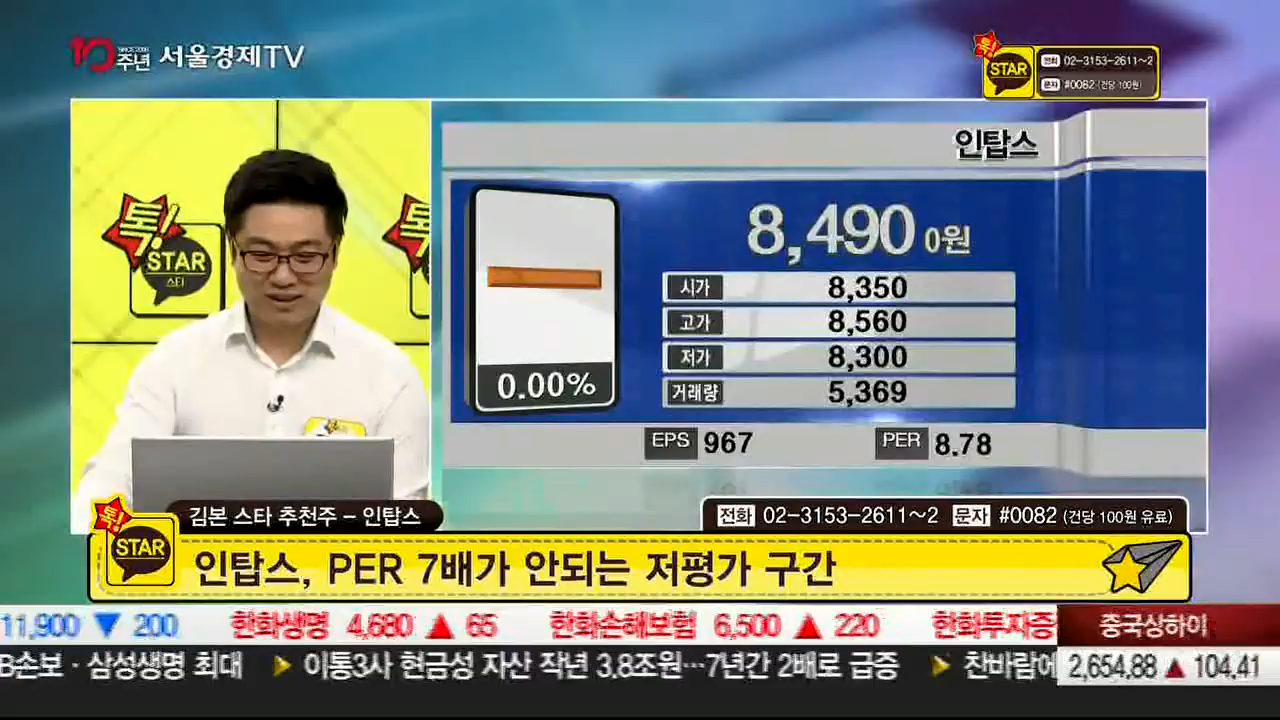 10주년 서울경제TV
SINCE 2008
톡!
STAR
전화 02-3153-2611~2
문자 #0082 (건당 100원)
톡!
STAR
스타
인탑스
8,490 0원
시가 8,350
고가 8,560
저가 8,300
거래량 5,369
0.00%
EPS 967 PER 8.78
김본 스타 추천주 - 인탑스
전화 02-3153-2611~2 문자 #0082 (건당 100원 유료)
톡!
STAR
인탑스, PER 7배가 안되는 저평가 구간
11,900 ▼ 200 한화생명 4,680 ▲ 65 한화손해보험 6,500 ▲ 220 한화투자증 중국상하이
B손보·삼성생명 최대 ▶ 이통3사 현금성 자산 작년 3.8조원…7년간 2배로 급증 ▶ 찬바람에 2,654.88 ▲ 104.41